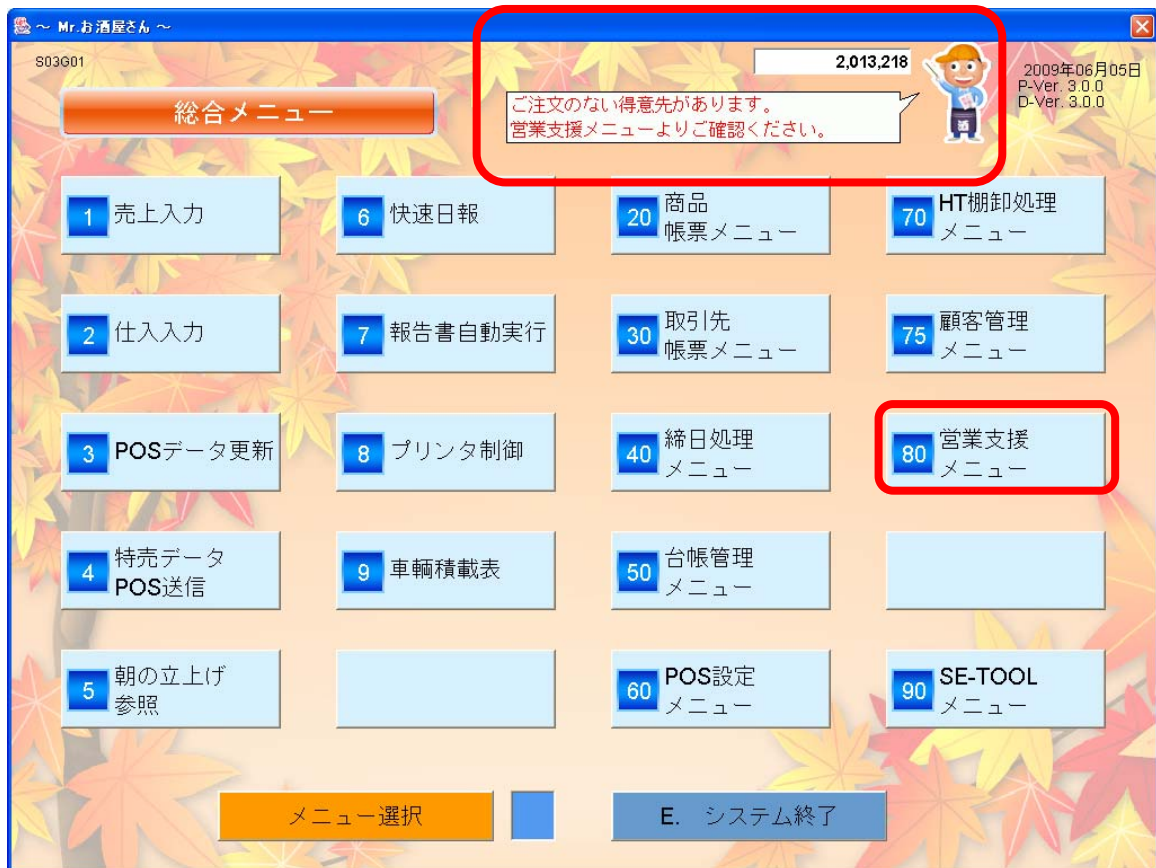 ～ Mr.お酒屋さん ～
S03G01
2,013,218
2009年06月05日
P-Ver. 3.0.0
D-Ver. 3.0.0
総合メニュー
ご注文のない得意先があります。
営業支援メニューよりご確認ください。
酒
1 売上入力
6 快速日報
20 商品
帳票メニュー
70 HT棚卸処理
メニュー
2 仕入入力
7 報告書自動実行
30 取引先
帳票メニュー
75 顧客管理
メニュー
3 POSデータ更新
8 プリンタ制御
40 締日処理
メニュー
80 営業支援
メニュー
4 特売データ
POS送信
9 車輌積載表
50 台帳管理
メニュー
5 朝の立上げ
参照
60 POS設定
メニュー
90 SE-TOOL
メニュー
メニュー選択
E. システム終了